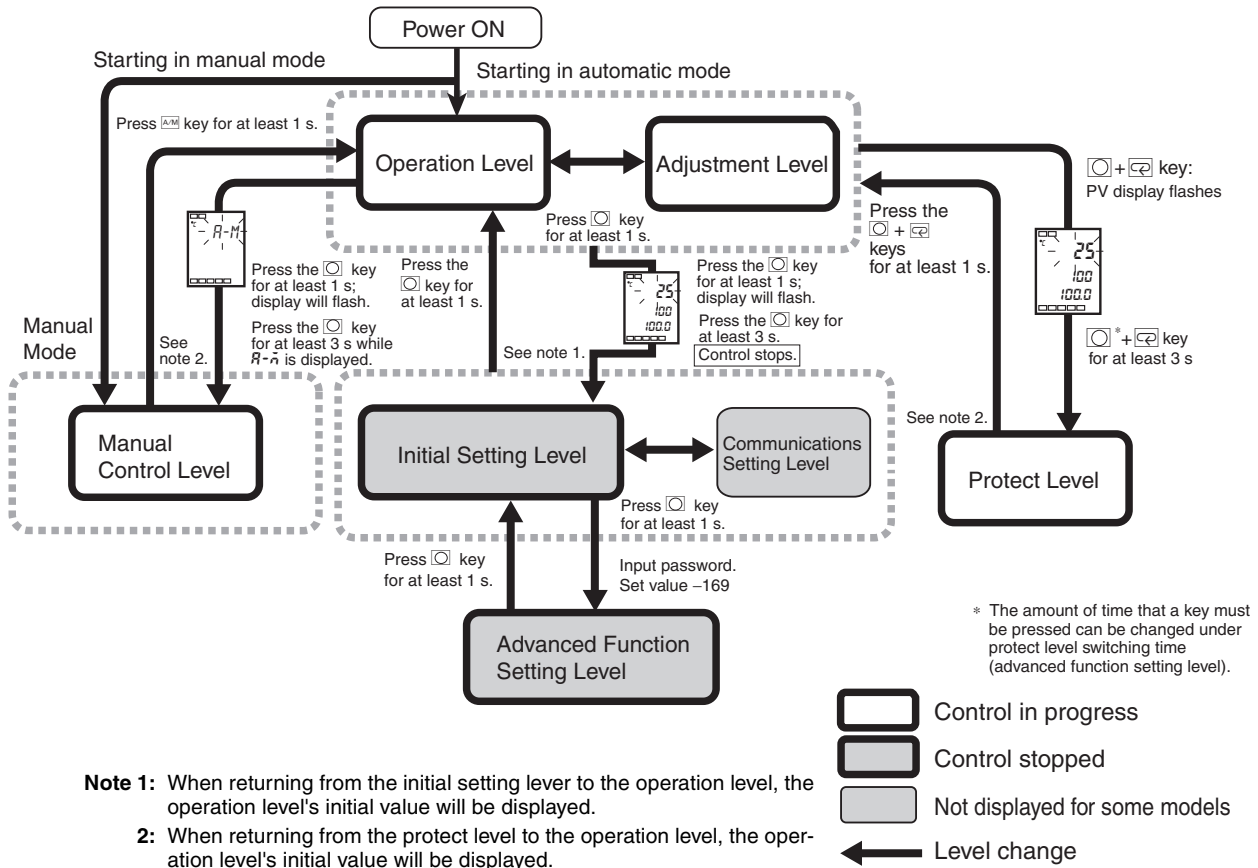 Power ON
Starting in manual mode
Starting in automatic mode
Press A/M key for at least 1 s.
Operation Level
Adjustment Level
+ key:
PV display flashes
A-M
Press the key
for at least 1 s;
display will flash.
Press the key
for at least 3 s while
A-M is displayed.
Press the
key for
at least 1 s.
Press key
for at least 1 s.
°C
25
100
100.0
Press the key
for at least 1 s;
display will flash.
Press the key for
at least 3 s.
Control stops.
Press the
+
keys
for at least 1 s.
°C
25
100
100.0
* + key
for at least 3 s
Manual
Mode
See
note 2.
See note 1.
See note 2.
Manual
Control Level
Initial Setting Level
Communications
Setting Level
Protect Level
Press key
for at least 1 s.
Press key
for at least 1 s.
Input password.
Set value –169
Advanced Function
Setting Level
* The amount of time that a key must
be pressed can be changed under
protect level switching time
(advanced function setting level).
Control in progress
Control stopped
Not displayed for some models
Level change
Note 1: When returning from the initial setting lever to the operation level, the
operation level's initial value will be displayed.
2: When returning from the protect level to the operation level, the oper-
ation level's initial value will be displayed.